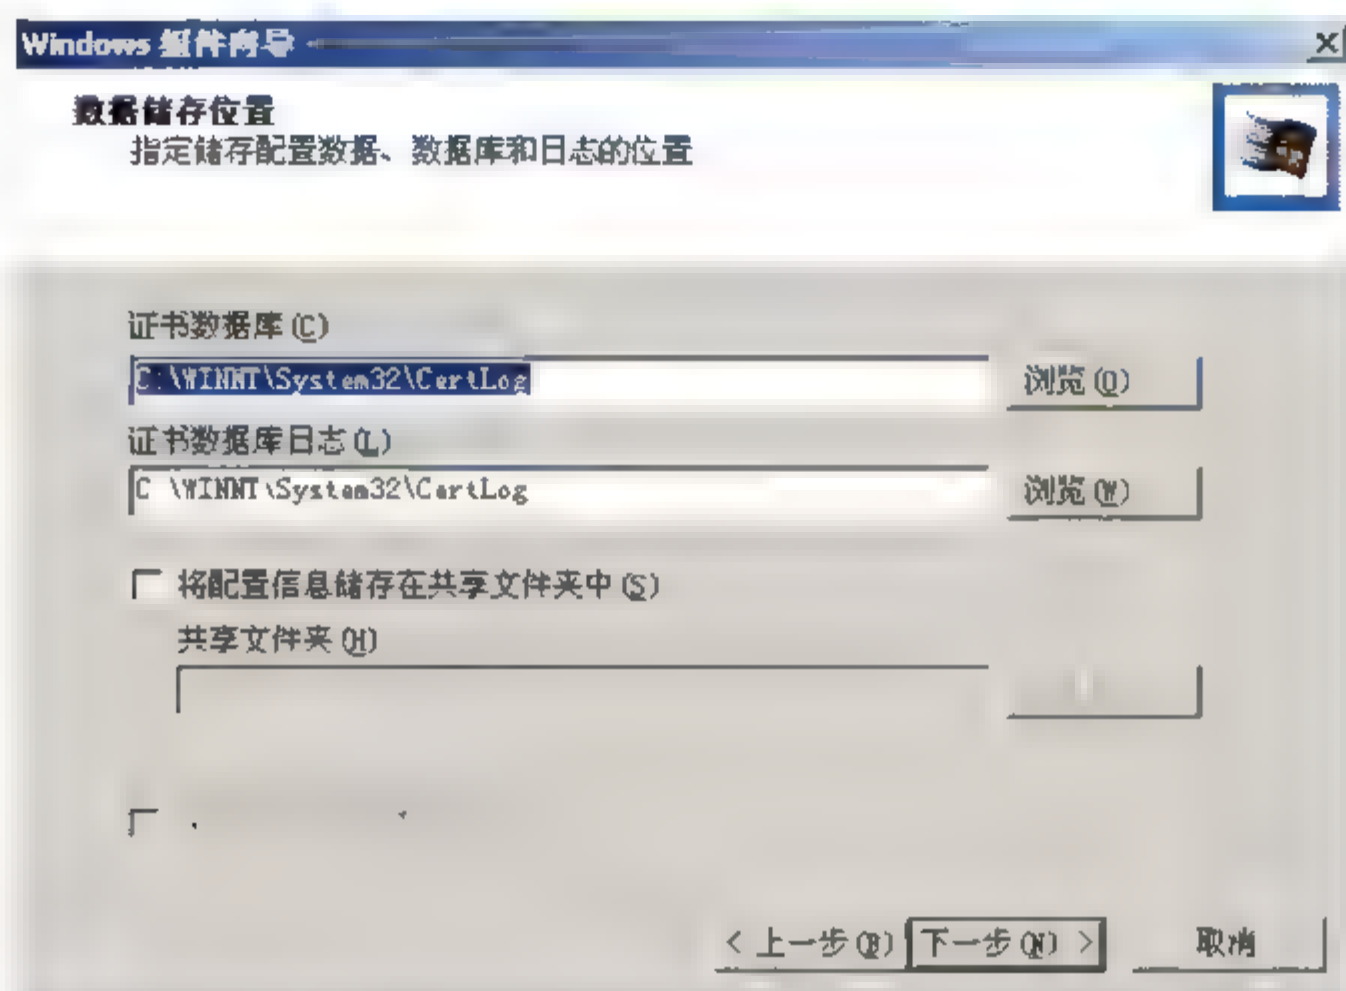 Windows 组件向导
数据储存位置
指定储存配置数据、数据库和日志的位置
证书数据库(C)
C:\WINNT\System32\CertLog
浏览(O)
证书数据库日志(L)
C:\WINNT\System32\CertLog
浏览(W)
将配置信息储存在共享文件夹中(S)
共享文件夹(H)
< 上一步(B)
下一步(N) >
取消